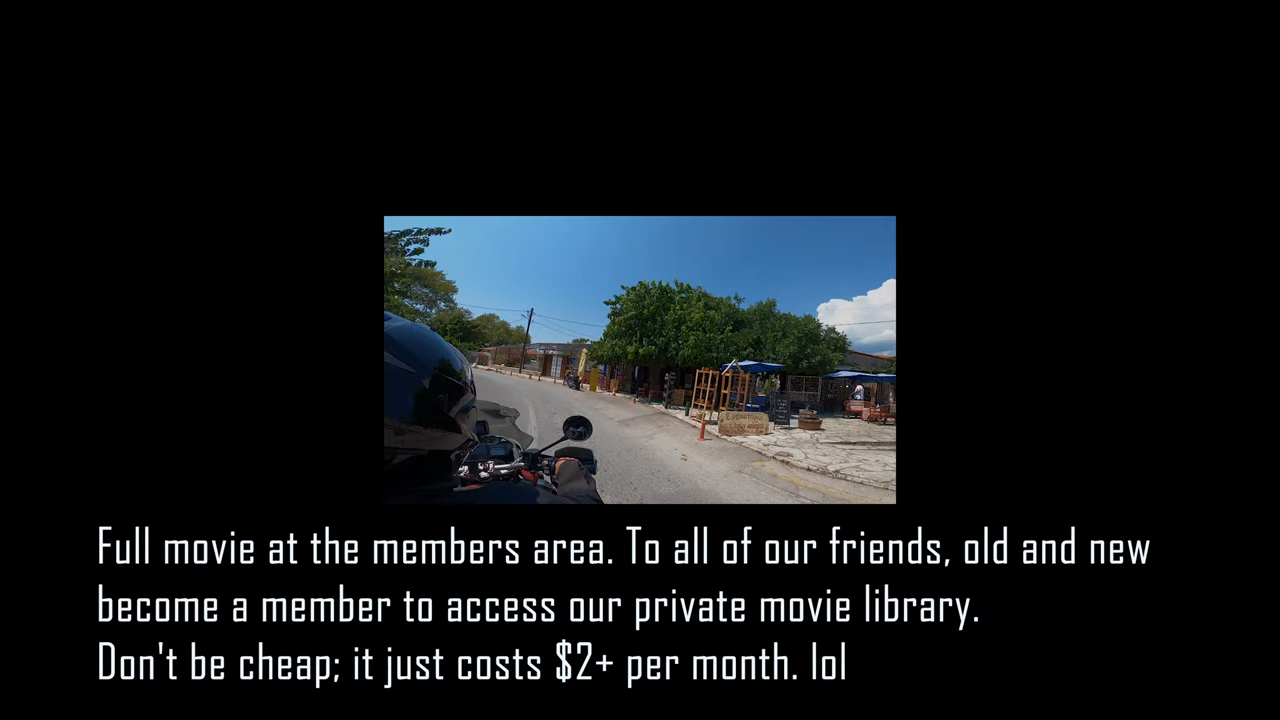 Full movie at the members area. To all of our friends, old and new
become a member to access our private movie library.
Don't be cheap; it just costs $2+ per month. lol